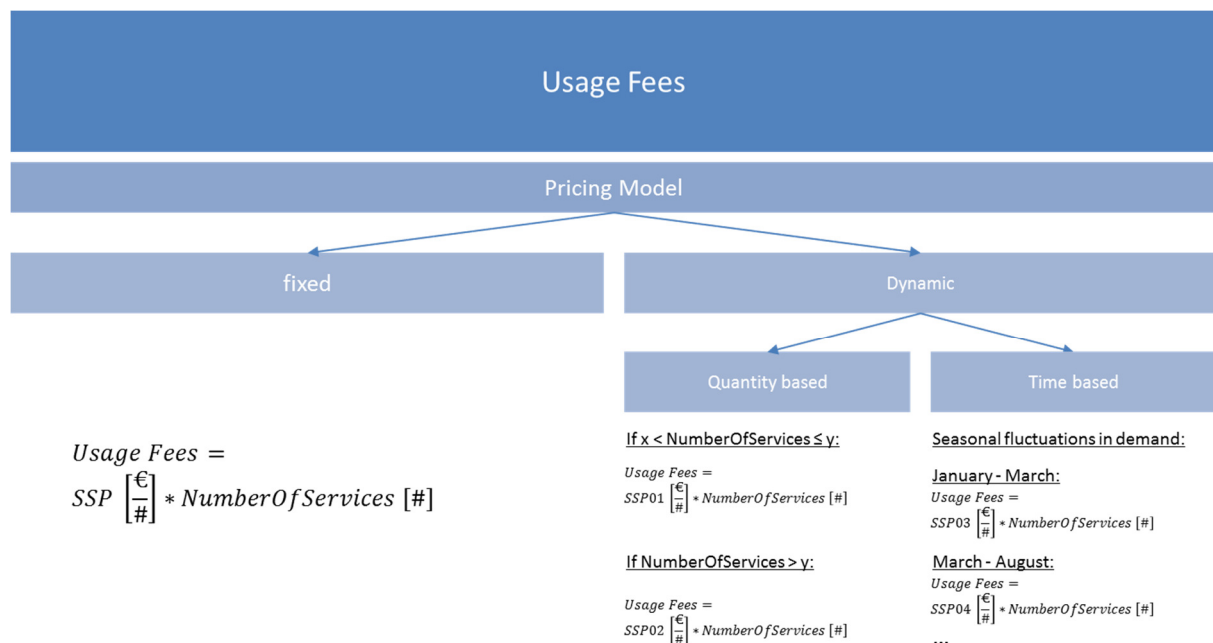 Usage Fees
Pricing Model
fixed
Dynamic
Quantity based
Time based
Usage Fees =
SSP [€/#] * NumberOfServices [#]
If x < NumberOfServices ≤ y:
Usage Fees =
SSP01 [€/#] * NumberOfServices [#]
If NumberOfServices > y:
Usage Fees =
SSP02 [€/#] * NumberOfServices [#]
Seasonal fluctuations in demand:
January - March:
Usage Fees =
SSP03 [€/#] * NumberOfServices [#]
March - August:
Usage Fees =
SSP04 [€/#] * NumberOfServices [#]
...